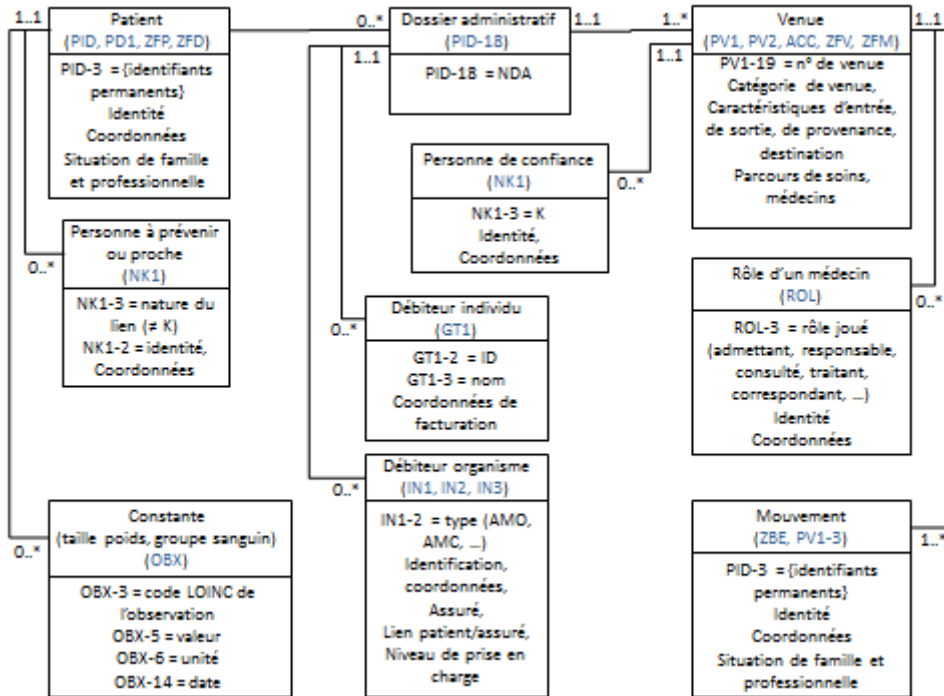 1..1
Patient
(PID, PD1, ZFP, ZFD)
PID-3 = {identifiants
permanents}
Identité
Coordonnées
Situation de famille
et professionnelle
0..*
Dossier administratif
(PID-18)
PID-18 = NDA
1..1
1..1
1..*
Venue
(PV1, PV2, ACC, ZFV, ZFM)
PV1-19 = n° de venue
Catégorie de venue,
Caractéristiques d'entrée,
de sortie, de provenance,
destination
Parcours de soins,
médecins
1..1
1..1
Personne de confiance
(NK1)
NK1-3 = K
Identité,
Coordonnées
0..*
Personne à prévenir
ou proche
(NK1)
NK1-3 = nature du
lien (≠ K)
NK1-2 = identité,
Coordonnées
0..*
Débiteur individu
(GT1)
GT1-2 = ID
GT1-3 = nom
Coordonnées de
facturation
0..*
Rôle d'un médecin
(ROL)
ROL-3 = rôle joué
(admettant, responsable,
consulté, traitant,
correspondant, …)
Identité
Coordonnées
0..*
Débiteur organisme
(IN1, IN2, IN3)
IN1-2 = type (AMO,
AMC, …)
Identification,
coordonnées,
Assuré,
Lien patient/assuré,
Niveau de prise en
charge
0..*
Constante
(taille poids, groupe sanguin)
(OBX)
OBX-3 = code LOINC de
l'observation
OBX-5 = valeur
OBX-6 = unité
OBX-14 = date
0..*
Mouvement
(ZBE, PV1-3)
PID-3 = {identifiants
permanents}
Identité
Coordonnées
Situation de famille et
professionnelle
1..*